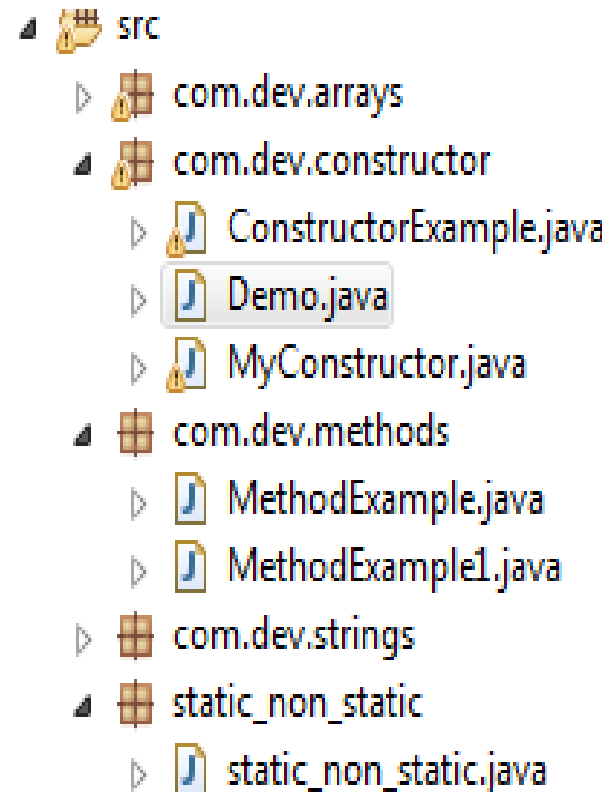 src
com.dev.arrays
com.dev.constructor
ConstructorExample.java
Demo.java
MyConstructor.java
com.dev.methods
MethodExample.java
MethodExample1.java
com.dev.strings
static_non_static
static_non_static.java